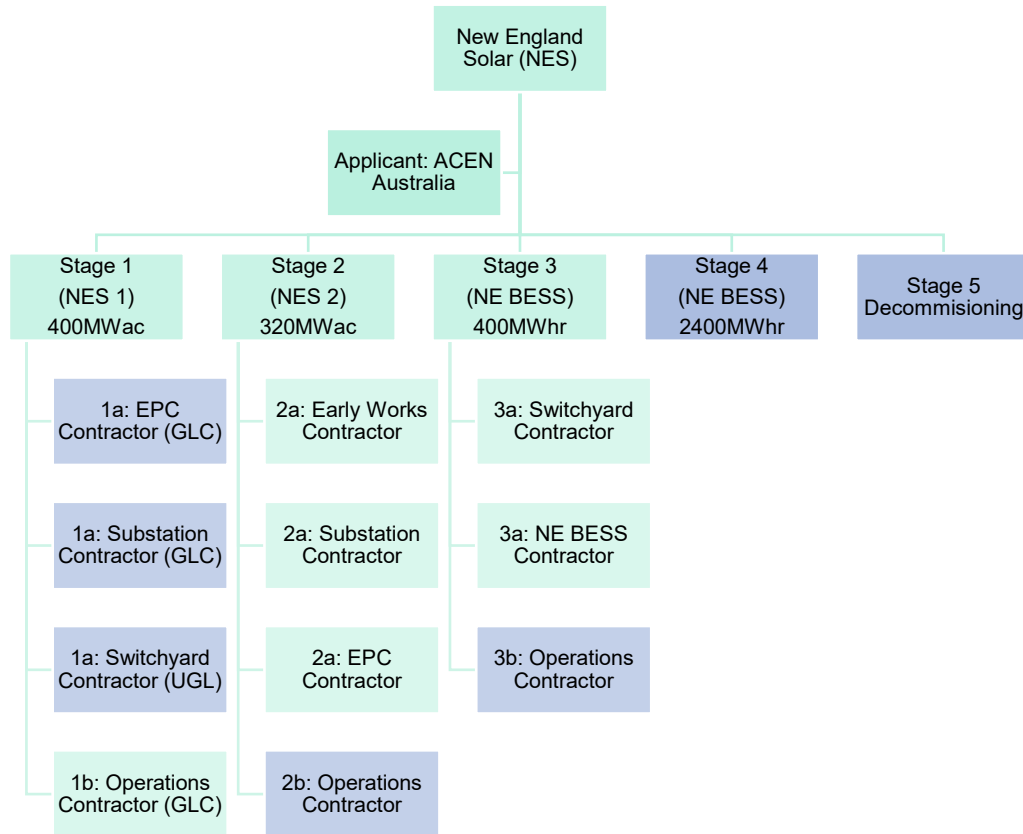 New England
Solar (NES)
Applicant: ACEN
Australia
Stage 1
(NES 1)
400MWac
Stage 2
(NES 2)
320MWac
Stage 3
(NE BESS)
400MWhr
Stage 4
(NE BESS)
2400MWhr
Stage 5
Decommisioning
1a: EPC
Contractor (GLC)
1a: Substation
Contractor (GLC)
1a: Switchyard
Contractor (UGL)
1b: Operations
Contractor (GLC)
2a: Early Works
Contractor
2a: Substation
Contractor
2a: EPC
Contractor
2b: Operations
Contractor
3a: Switchyard
Contractor
3a: NE BESS
Contractor
3b: Operations
Contractor